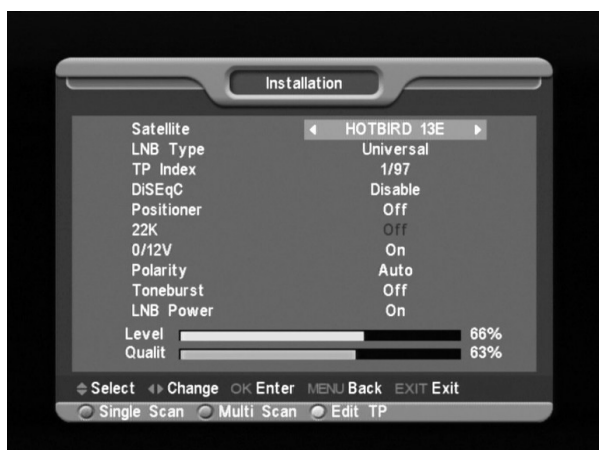 Installation
Satellite HOTBIRD 13E
LNB Type Universal
TP Index 1/97
DiSEqC Disable
Positioner Off
22K Off
0/12V On
Polarity Auto
Toneburst Off
LNB Power On
Level 66%
Qualit 63%
Select Change OK Enter MENU Back EXIT Exit
Single Scan Multi Scan Edit TP